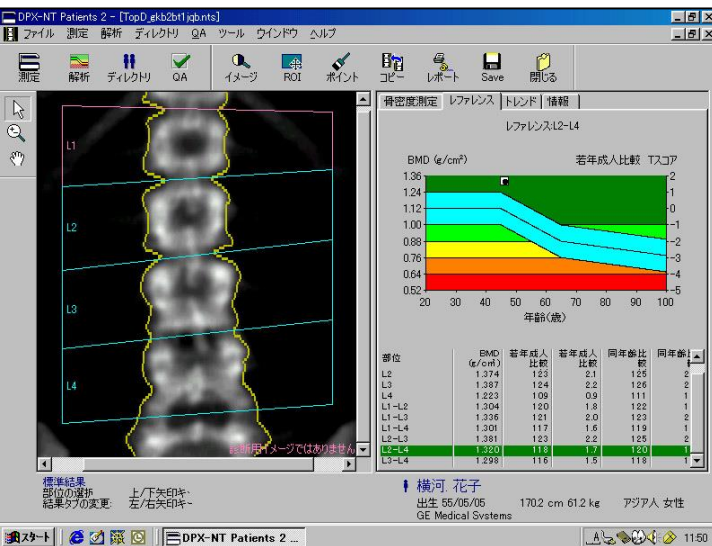 DPX-NT Patients 2 - [TopD_gkb2bt1jqb.nts]
ファイル 測定 解析 ディレクトリ QA ツール ウインドウ ヘルプ
測定 解析 ディレクトリ QA イメージ ROI ポイント コピー レポート Save 閉じる
骨密度測定 レファレンス トレンド 情報
レファレンス:L2-L4
BMD (g/cm²) 若年成人比較 Tスコア
1.36 2
1.24 1
1.12 0
1.00 -1
0.88 -2
0.76 -3
0.64 -4
0.52 -5
20 30 40 50 60 70 80 90 100
年齢(歳)
L1
L2
L3
L4
診断用イメージではありません
部位 BMD (g/cm²) 若年成人比較 若年成人比較 同年齢比較 同年齢比
L2 1.374 123 2.1 125 2
L3 1.387 124 2.2 126 2
L4 1.223 109 0.9 111 1
L1-L2 1.304 120 1.8 122 1
L1-L3 1.336 121 2.0 123 2
L1-L4 1.301 117 1.6 119 1
L2-L3 1.381 123 2.2 125 2
L2-L4 1.320 118 1.7 120 1
L3-L4 1.298 116 1.5 118 1
標準結果
部位の選択 上/下矢印キー
結果タブの変更: 左/右矢印キー
横河. 花子
出生 55/05/05 170.2 cm 61.2 kg アジア人 女性
GE Medical Systems
スタート DPX-NT Patients 2 ... A 11:50